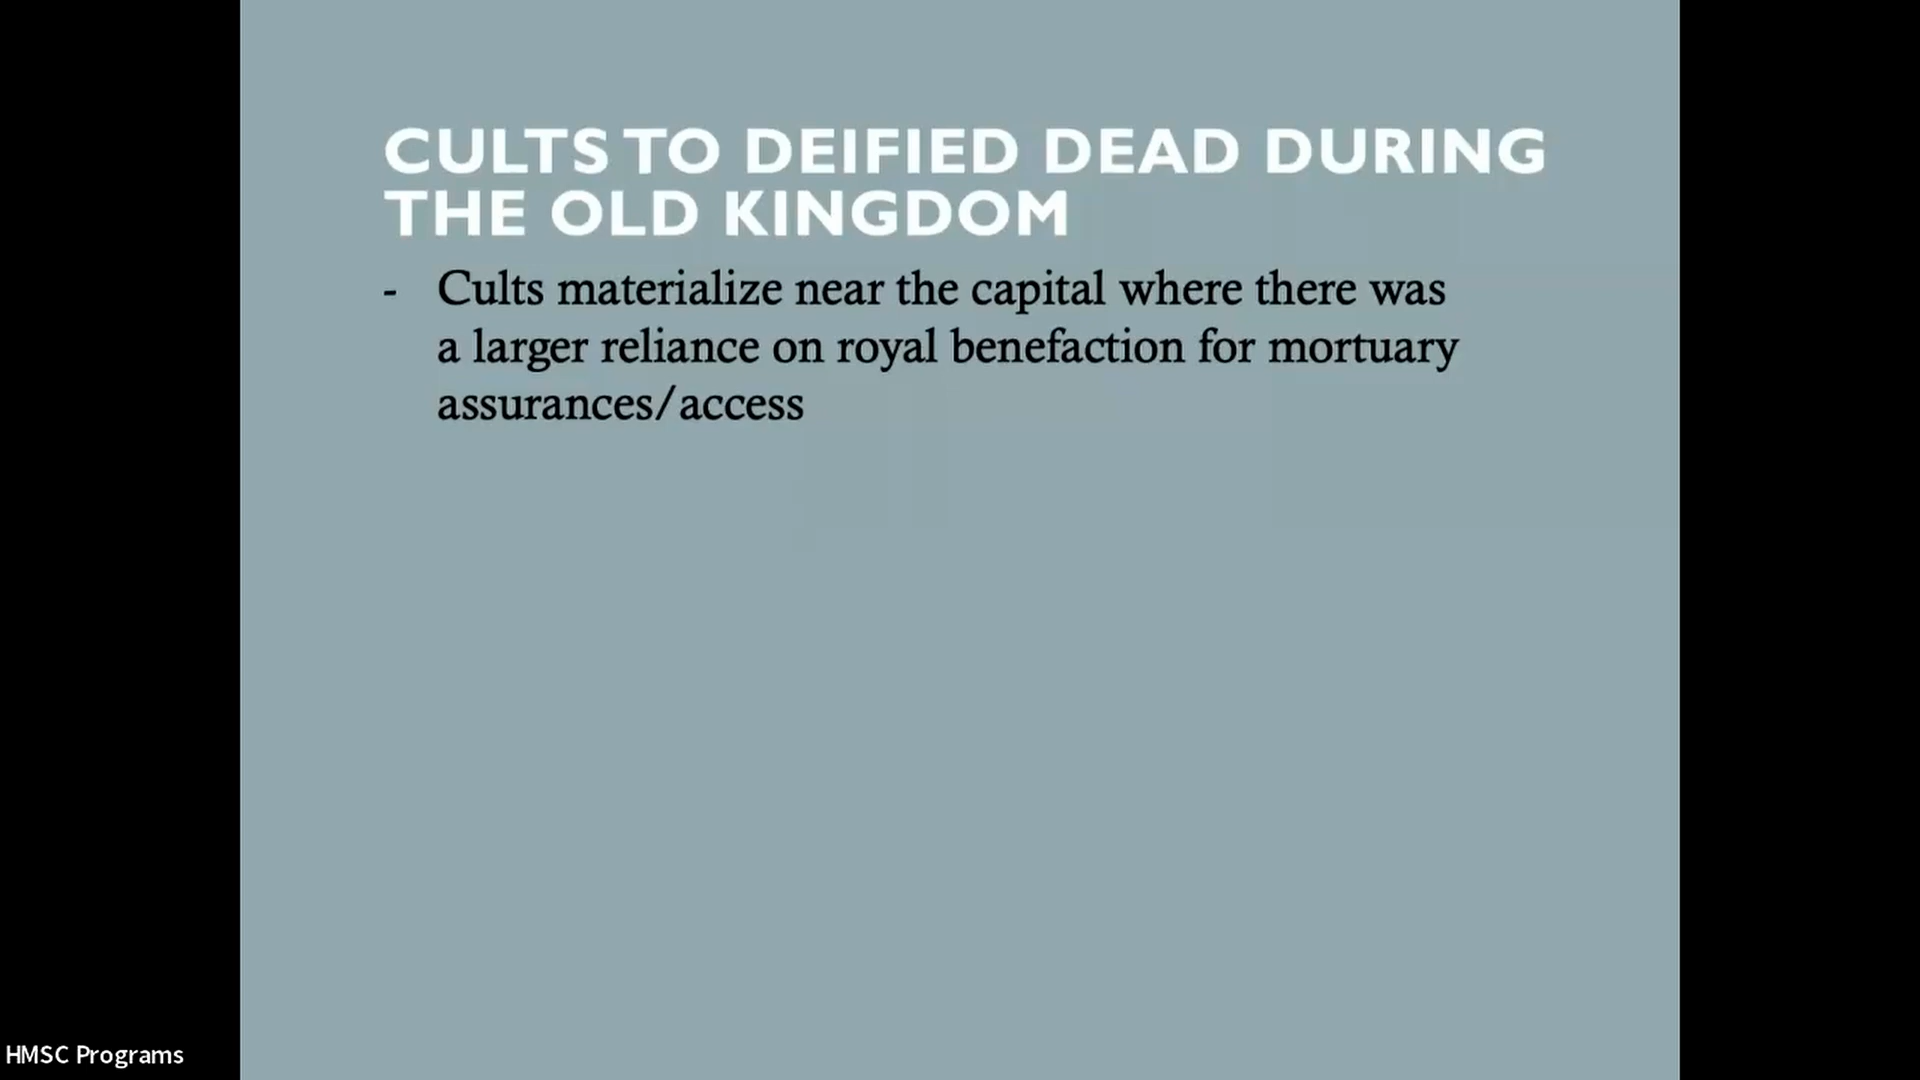 CULTS TO DEIFIED DEAD DURING
THE OLD KINGDOM
- Cults materialize near the capital where there was
a larger reliance on royal benefaction for mortuary
assurances/access
HMSC Programs